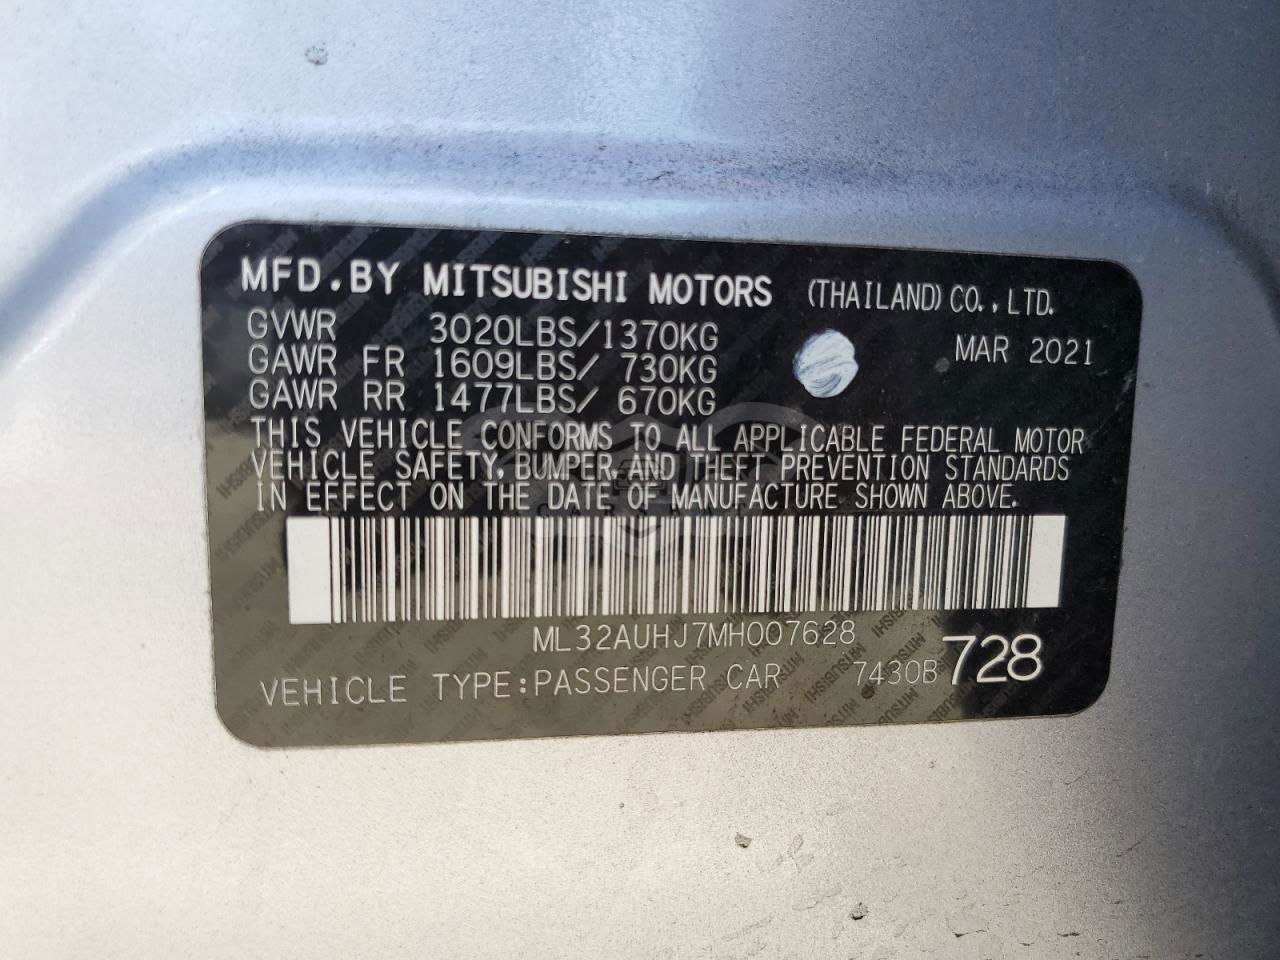 MFD.BY MITSUBISHI MOTORS (THAILAND) CO., LTD.
GVWR 3020LBS/1370KG MAR 2021
GAWR FR 1609LBS/ 730KG
GAWR RR 1477LBS/ 670KG
THIS VEHICLE CONFORMS TO ALL APPLICABLE FEDERAL MOTOR
VEHICLE SAFETY, BUMPER, AND THEFT PREVENTION STANDARDS
IN EFFECT ON THE DATE OF MANUFACTURE SHOWN ABOVE.
ML32AUHJ7MH007628
VEHICLE TYPE:PASSENGER CAR 7430B 728